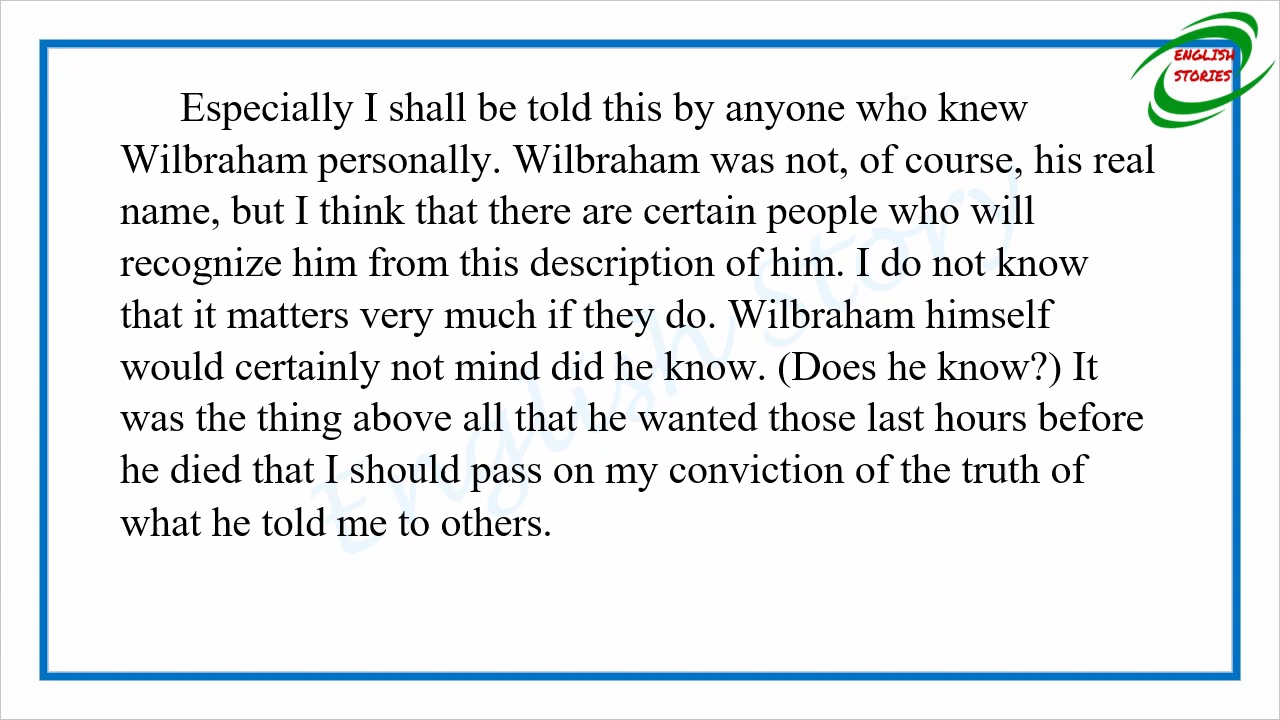 ENGLISH
STORIES
Especially I shall be told this by anyone who knew
Wilbraham personally. Wilbraham was not, of course, his real
name, but I think that there are certain people who will
recognize him from this description of him. I do not know
that it matters very much if they do. Wilbraham himself
would certainly not mind did he know. (Does he know?) It
was the thing above all that he wanted those last hours before
he died that I should pass on my conviction of the truth of
what he told me to others.
English Story